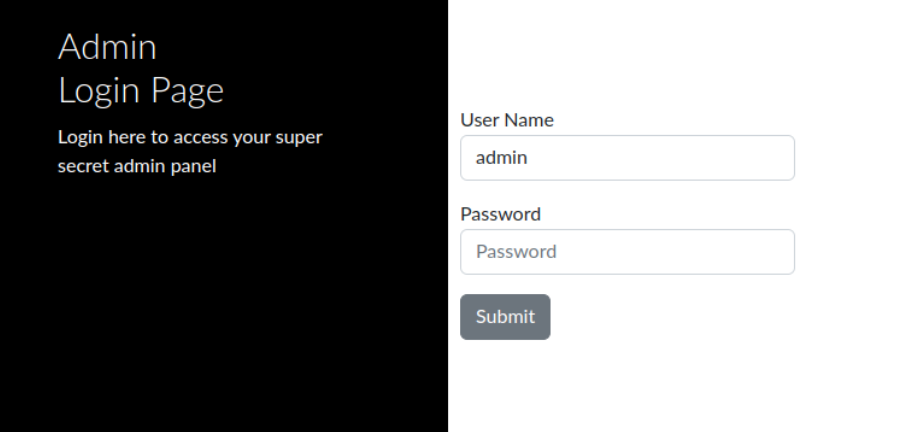 Admin
Login Page
Login here to access your super
secret admin panel
User Name
admin
Password
Password
Submit